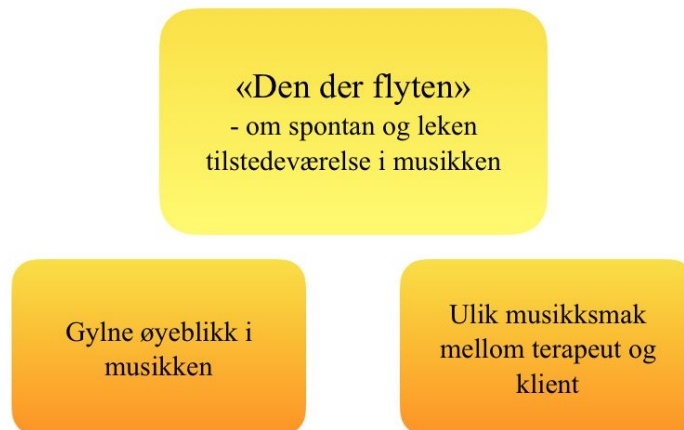 «Den der flyten»
- om spontan og leken
tilstedeværelse i musikken
Gylne øyeblikk i
musikken
Ulik musikksmak
mellom terapeut og
klient